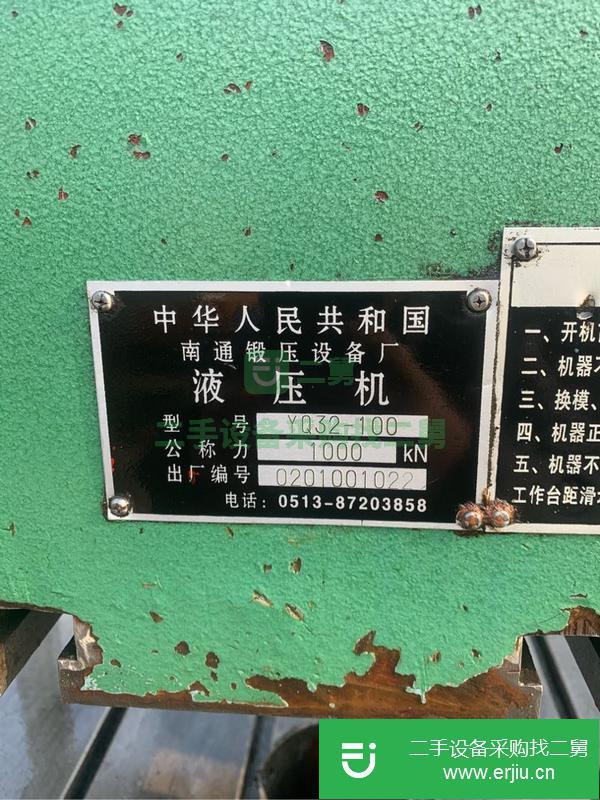 中华人民共和国
南通锻压设备厂
液压机
型号 YQ32-100
公称力 1000 kN
出厂编号 0201001022
电话：0513-87203858
一、开机
二、机器不
三、换模、
四、机器正
五、机器不
工作台距滑
二舅
二手设备采购找二舅
二手设备采购找二舅
www.erjiu.cn